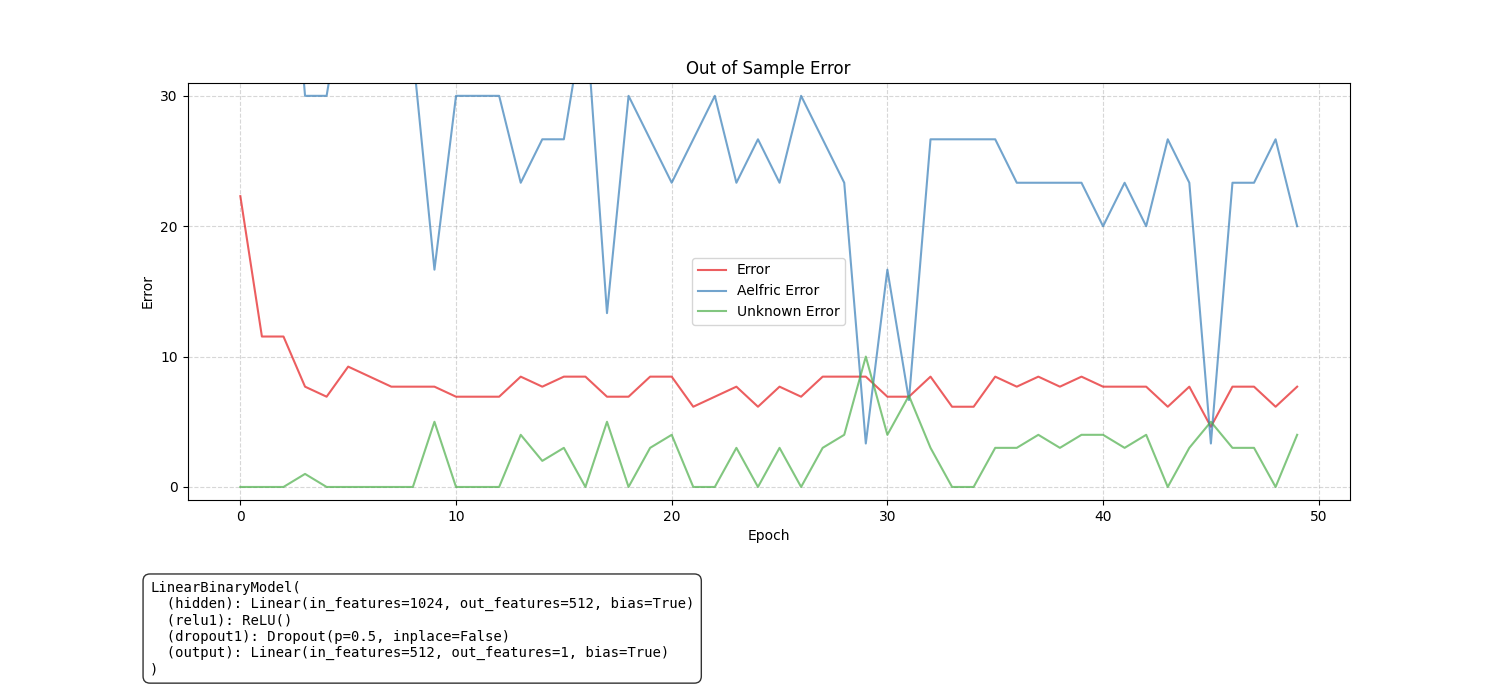 Out of Sample Error
30
20
10
0
Error
Error
Aelfric Error
Unknown Error
0 10 20 30 40 50
Epoch
LinearBinaryModel(
  (hidden): Linear(in_features=1024, out_features=512, bias=True)
  (relu1): ReLU()
  (dropout1): Dropout(p=0.5, inplace=False)
  (output): Linear(in_features=512, out_features=1, bias=True)
)